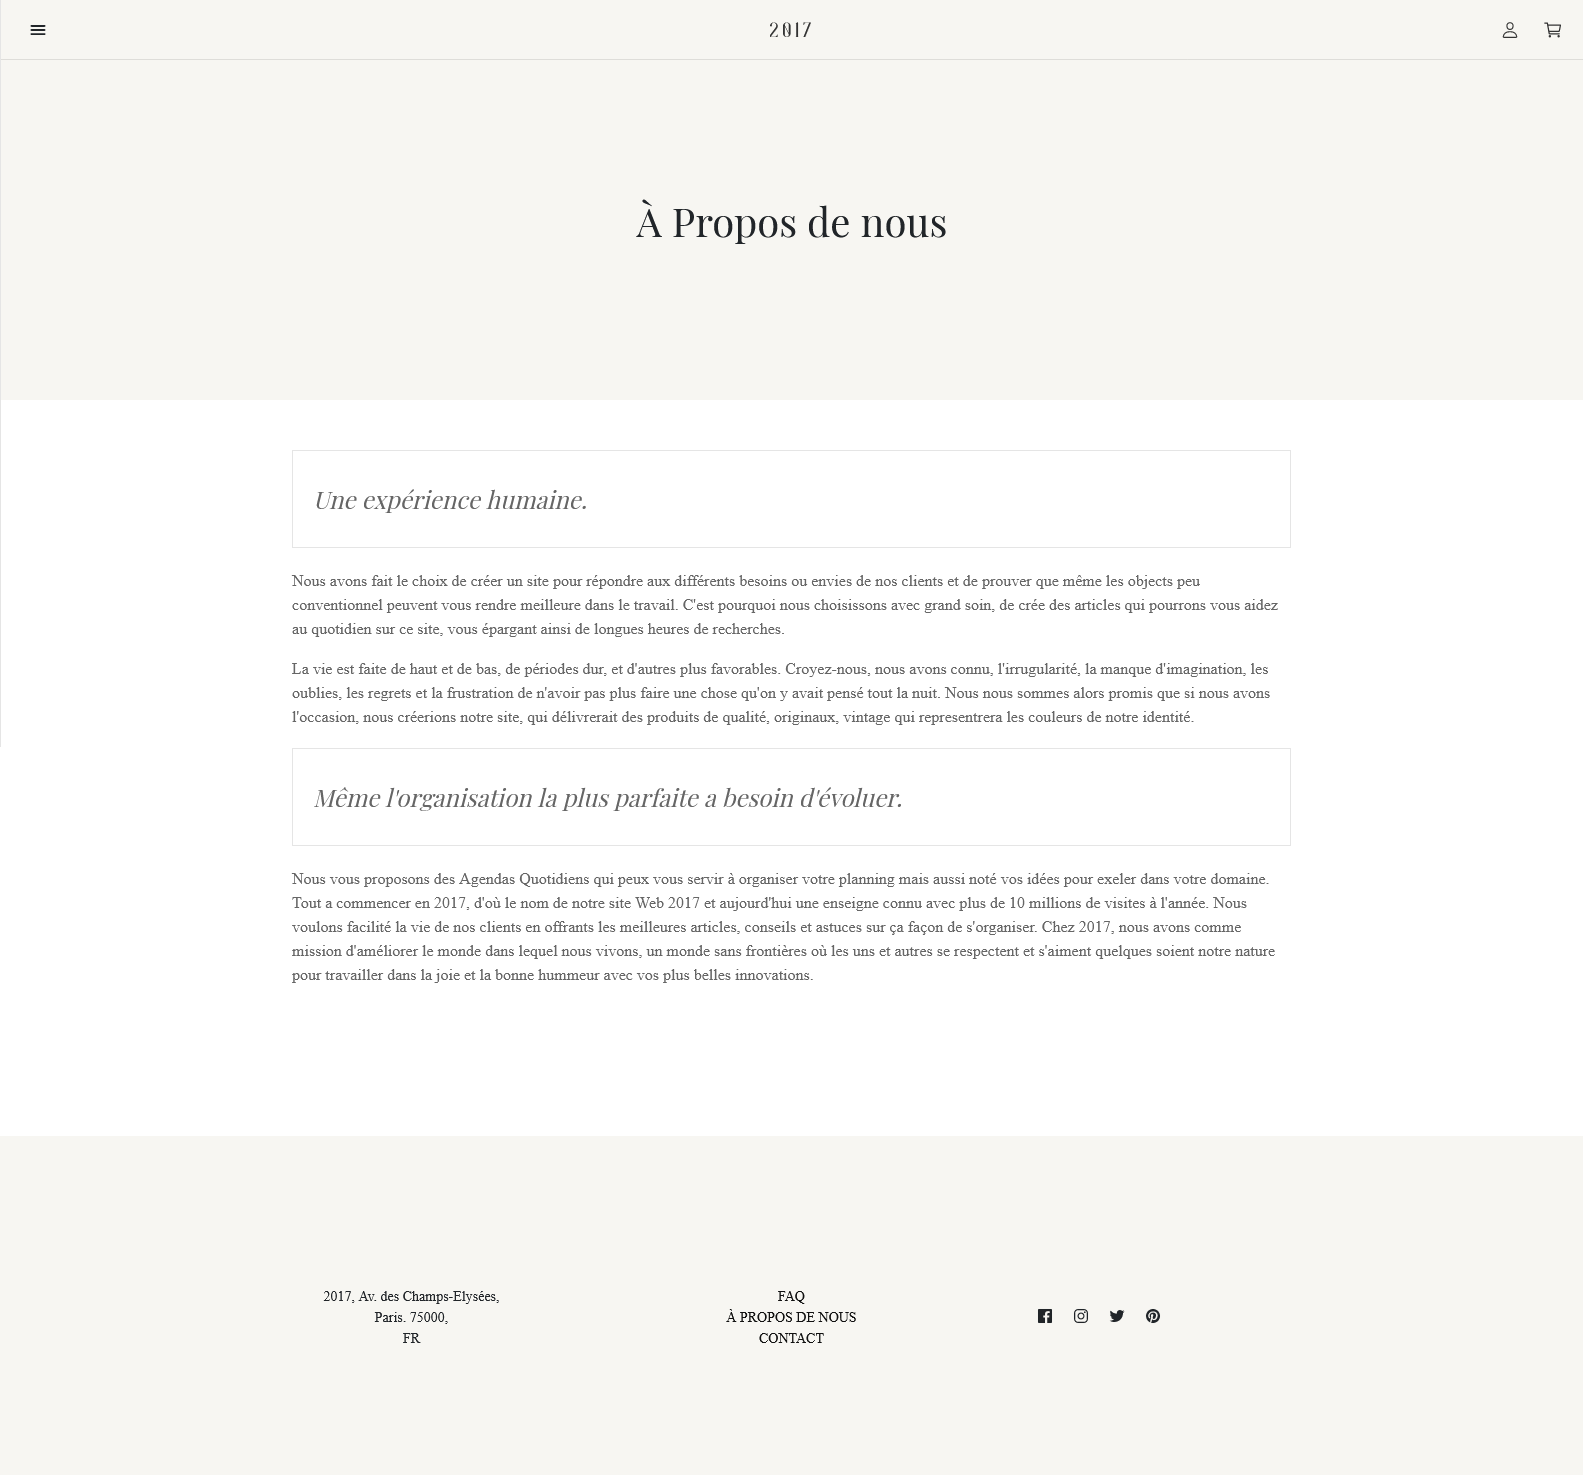 2017
À Propos de nous
Une expérience humaine.
Nous avons fait le choix de créer un site pour répondre aux différents besoins ou envies de nos clients et de prouver que même les objects peu
conventionnel peuvent vous rendre meilleure dans le travail. C'est pourquoi nous choisissons avec grand soin, de crée des articles qui pourrons vous aidez
au quotidien sur ce site, vous épargant ainsi de longues heures de recherches.
La vie est faite de haut et de bas, de périodes dur, et d'autres plus favorables. Croyez-nous, nous avons connu, l'irrugularité, la manque d'imagination, les
oublies, les regrets et la frustration de n'avoir pas plus faire une chose qu'on y avait pensé tout la nuit. Nous nous sommes alors promis que si nous avons
l'occasion, nous créerions notre site, qui délivrerait des produits de qualité, originaux, vintage qui representrera les couleurs de notre identité.
Même l'organisation la plus parfaite a besoin d'évoluer.
Nous vous proposons des Agendas Quotidiens qui peux vous servir à organiser votre planning mais aussi noté vos idées pour exeler dans votre domaine.
Tout a commencer en 2017, d'où le nom de notre site Web 2017 et aujourd'hui une enseigne connu avec plus de 10 millions de visites à l'année. Nous
voulons facilité la vie de nos clients en offrants les meilleures articles, conseils et astuces sur ça façon de s'organiser. Chez 2017, nous avons comme
mission d'améliorer le monde dans lequel nous vivons, un monde sans frontières où les uns et autres se respectent et s'aiment quelques soient notre nature
pour travailler dans la joie et la bonne hummeur avec vos plus belles innovations.
2017, Av. des Champs-Elysées,
Paris. 75000,
FR
FAQ
À PROPOS DE NOUS
CONTACT